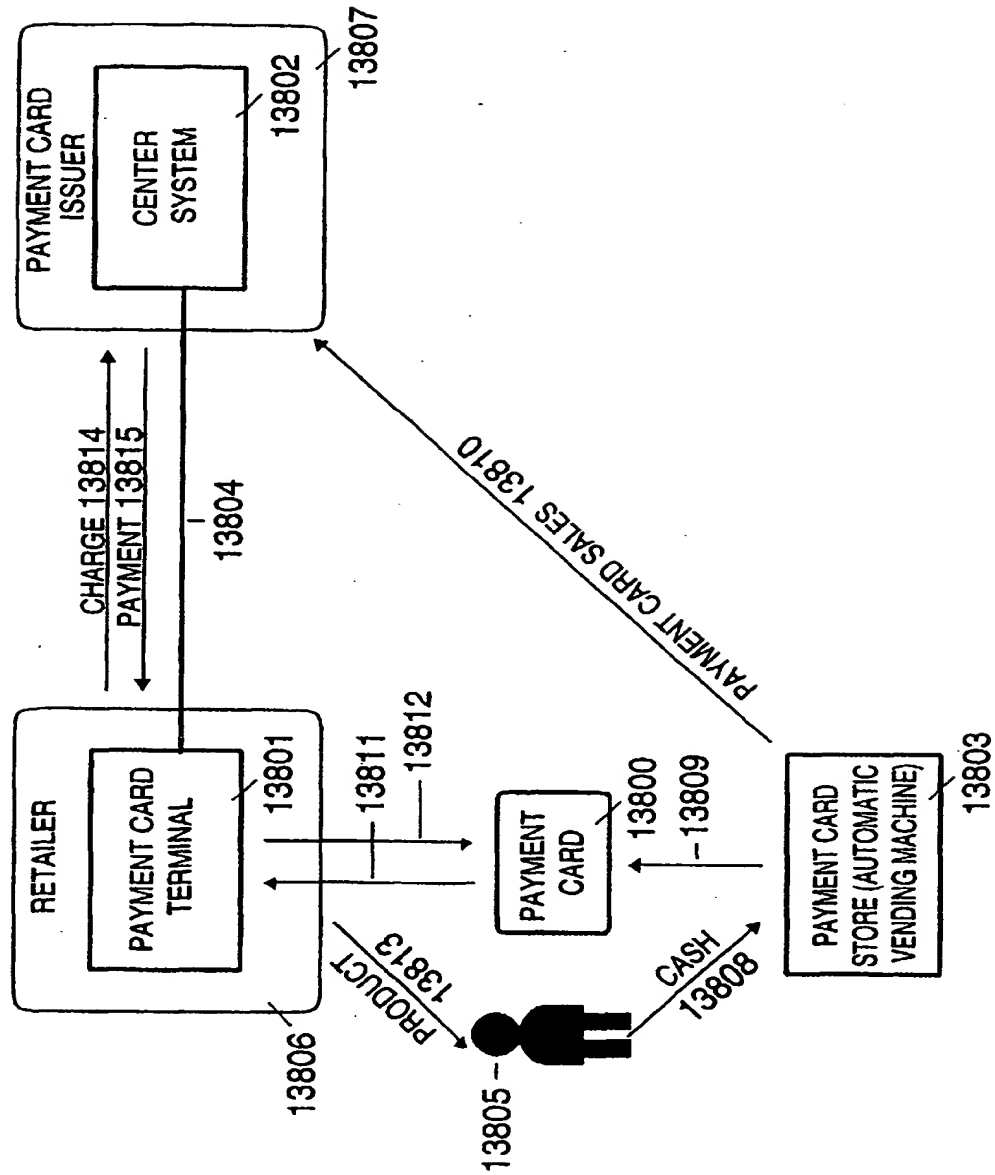 RETAILER
PAYMENT CARD
TERMINAL
13801
13806
CHARGE 13814
PAYMENT 13815
13804
PAYMENT CARD
ISSUER
CENTER
SYSTEM
13802
13807
13811
13812
PRODUCT
13813
13805
PAYMENT
CARD
13800
13809
CASH
13808
PAYMENT CARD SALES 13810
PAYMENT CARD
STORE (AUTOMATIC
VENDING MACHINE)
13803